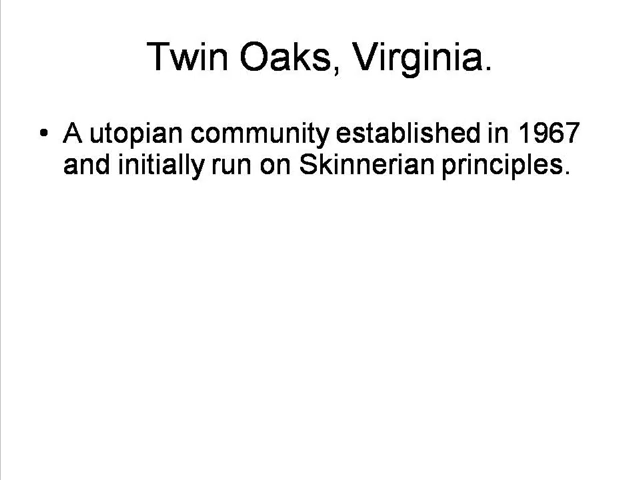 Twin Oaks, Virginia.
• A utopian community established in 1967
and initially run on Skinnerian principles.